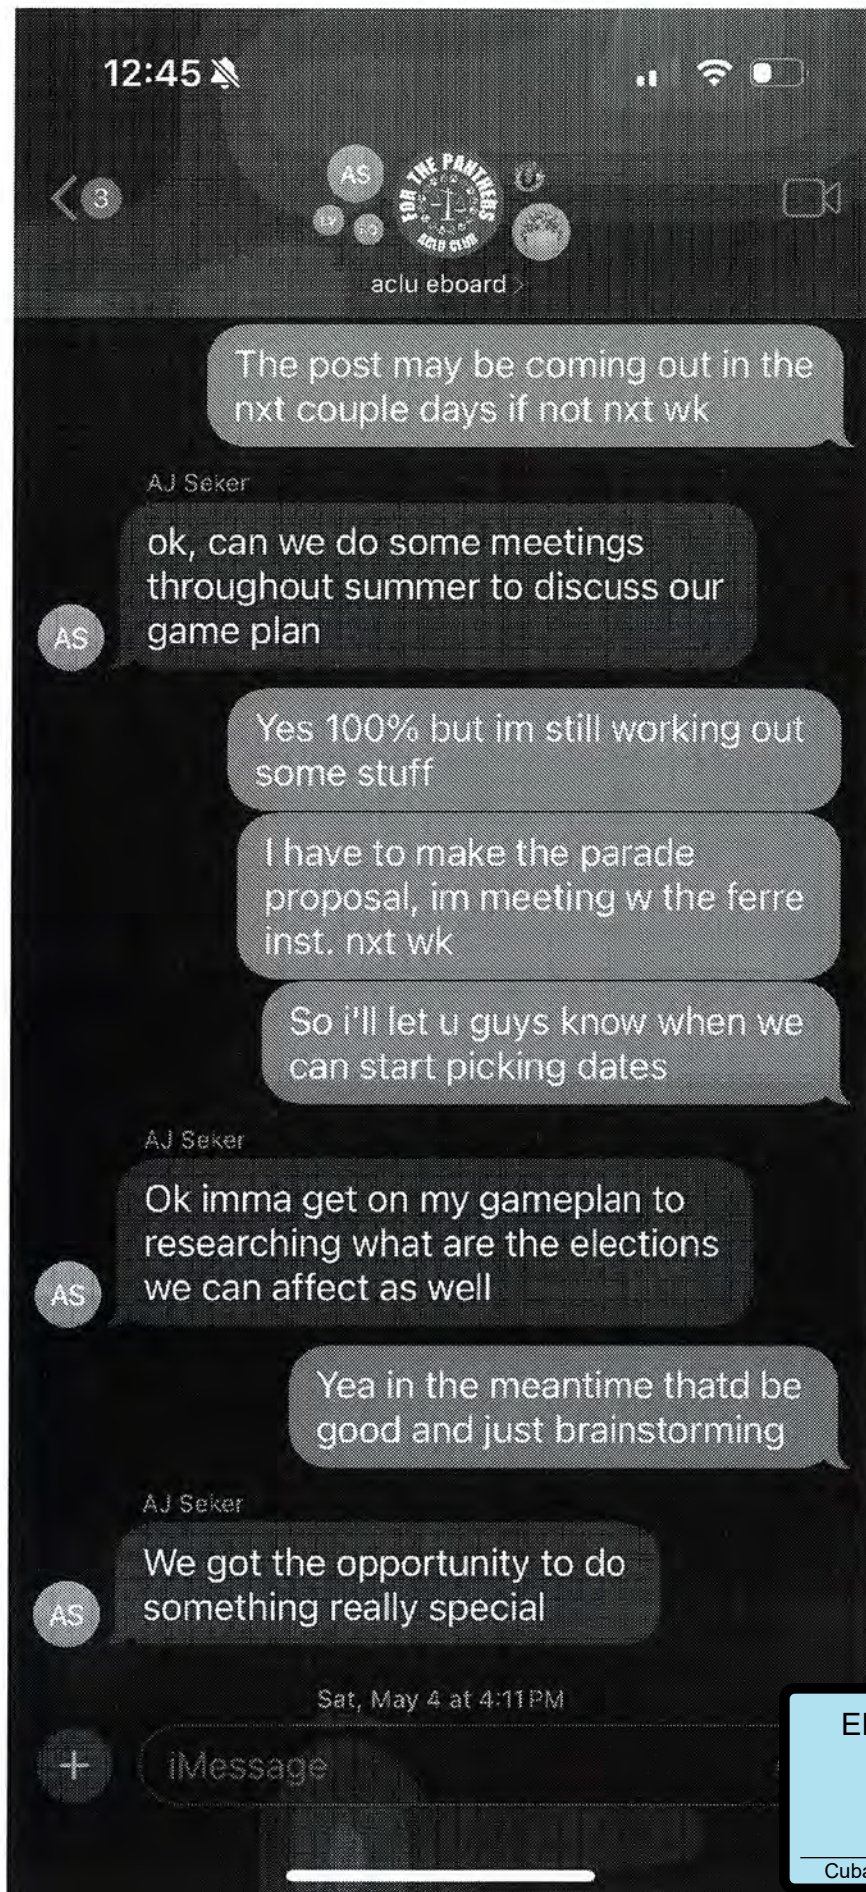 12:45
3
AS
FOR THE PANTHERS
ACLU CLUB
LV
aclu eboard >
The post may be coming out in the
nxt couple days if not nxt wk
AJ Seker
ok, can we do some meetings
throughout summer to discuss our
game plan
AS
Yes 100% but im still working out
some stuff
I have to make the parade
proposal, im meeting w the ferre
inst. nxt wk
So i'll let u guys know when we
can start picking dates
AJ Seker
Ok imma get on my gameplan to
researching what are the elections
we can affect as well
AS
Yea in the meantime thatd be
good and just brainstorming
AJ Seker
We got the opportunity to do
something really special
AS
Sat, May 4 at 4:11 PM
iMessage